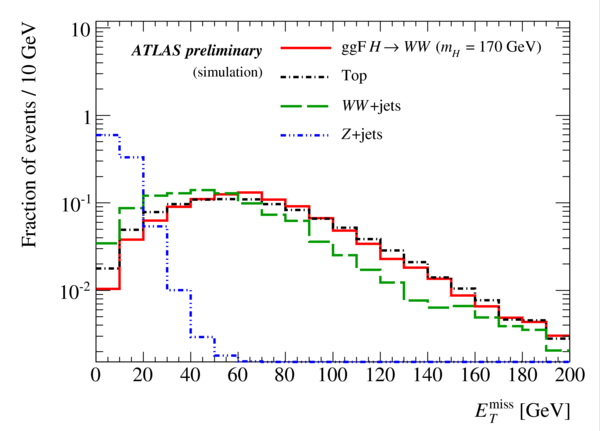 10
1
10⁻¹
10⁻²
Fraction of events / 10 GeV
ATLAS preliminary
(simulation)
ggF H → WW (m_H = 170 GeV)
Top
WW+jets
Z+jets
0 20 40 60 80 100 120 140 160 180 200
E_T^miss [GeV]